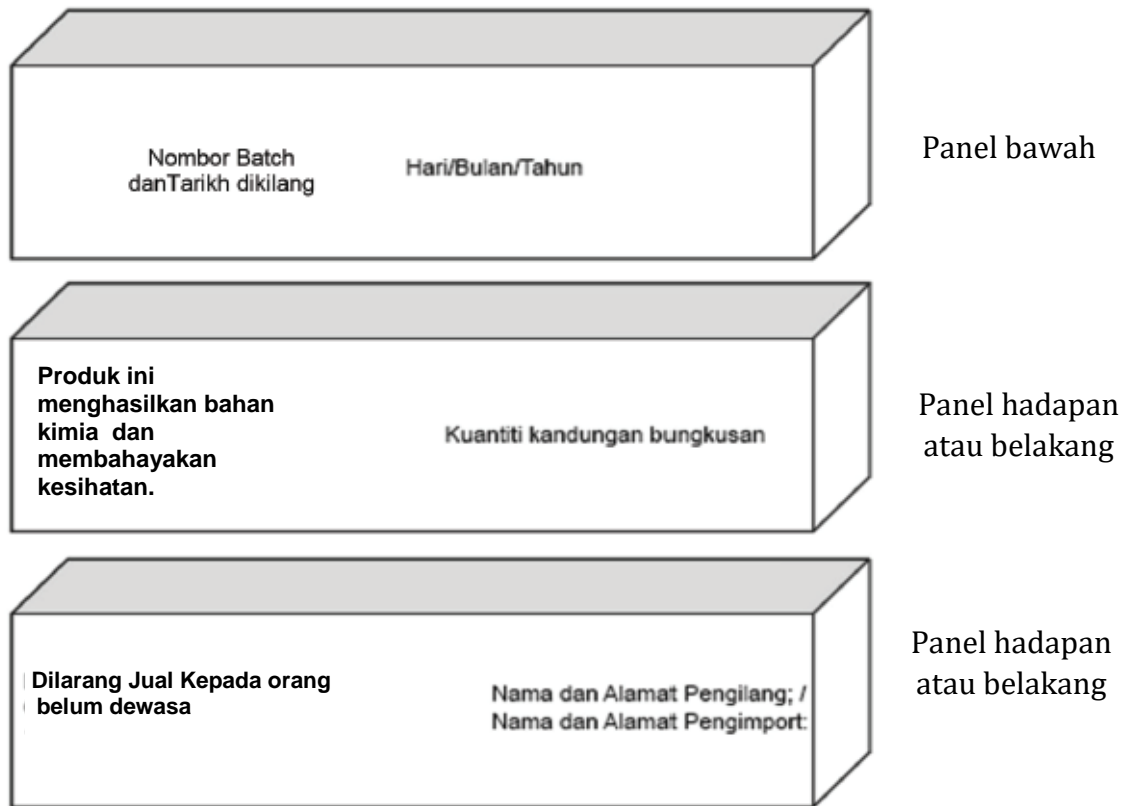 Nombor Batch
danTarikh dikilang
Hari/Bulan/Tahun
Panel bawah
Produk ini
menghasilkan bahan
kimia dan
membahayakan
kesihatan.
Kuantiti kandungan bungkusan
Panel hadapan
atau belakang
Dilarang Jual Kepada orang
belum dewasa
Nama dan Alamat Pengilang; /
Nama dan Alamat Pengimport:
Panel hadapan
atau belakang